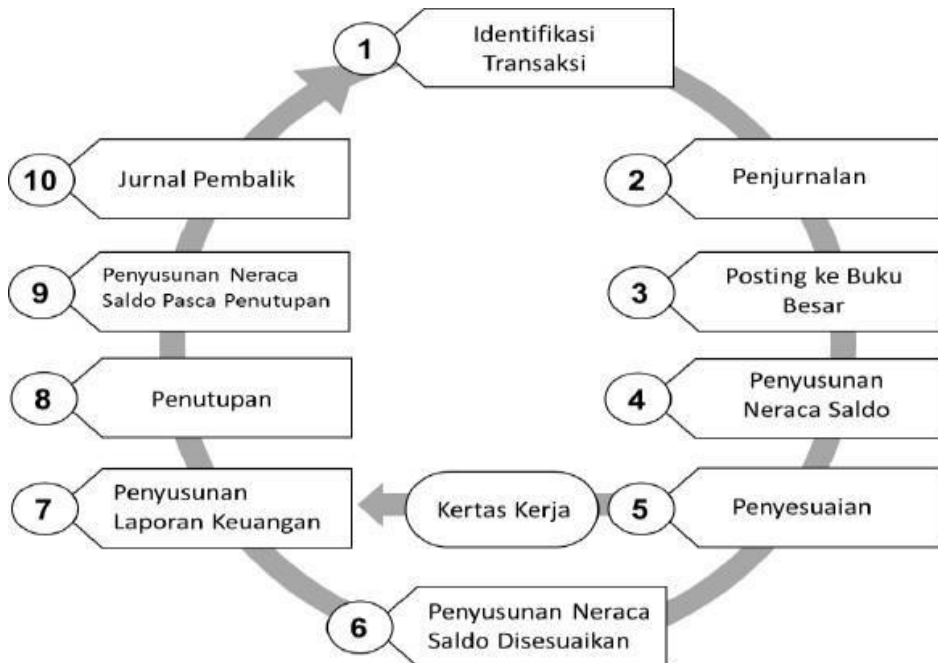 1
Identifikasi
Transaksi
2
Penjurnalan
3
Posting ke Buku
Besar
4
Penyusunan
Neraca Saldo
5
Penyesuaian
Kertas Kerja
6
Penyusunan Neraca
Saldo Disesuaikan
7
Penyusunan
Laporan Keuangan
8
Penutupan
9
Penyusunan Neraca
Saldo Pasca Penutupan
10
Jurnal Pembalik